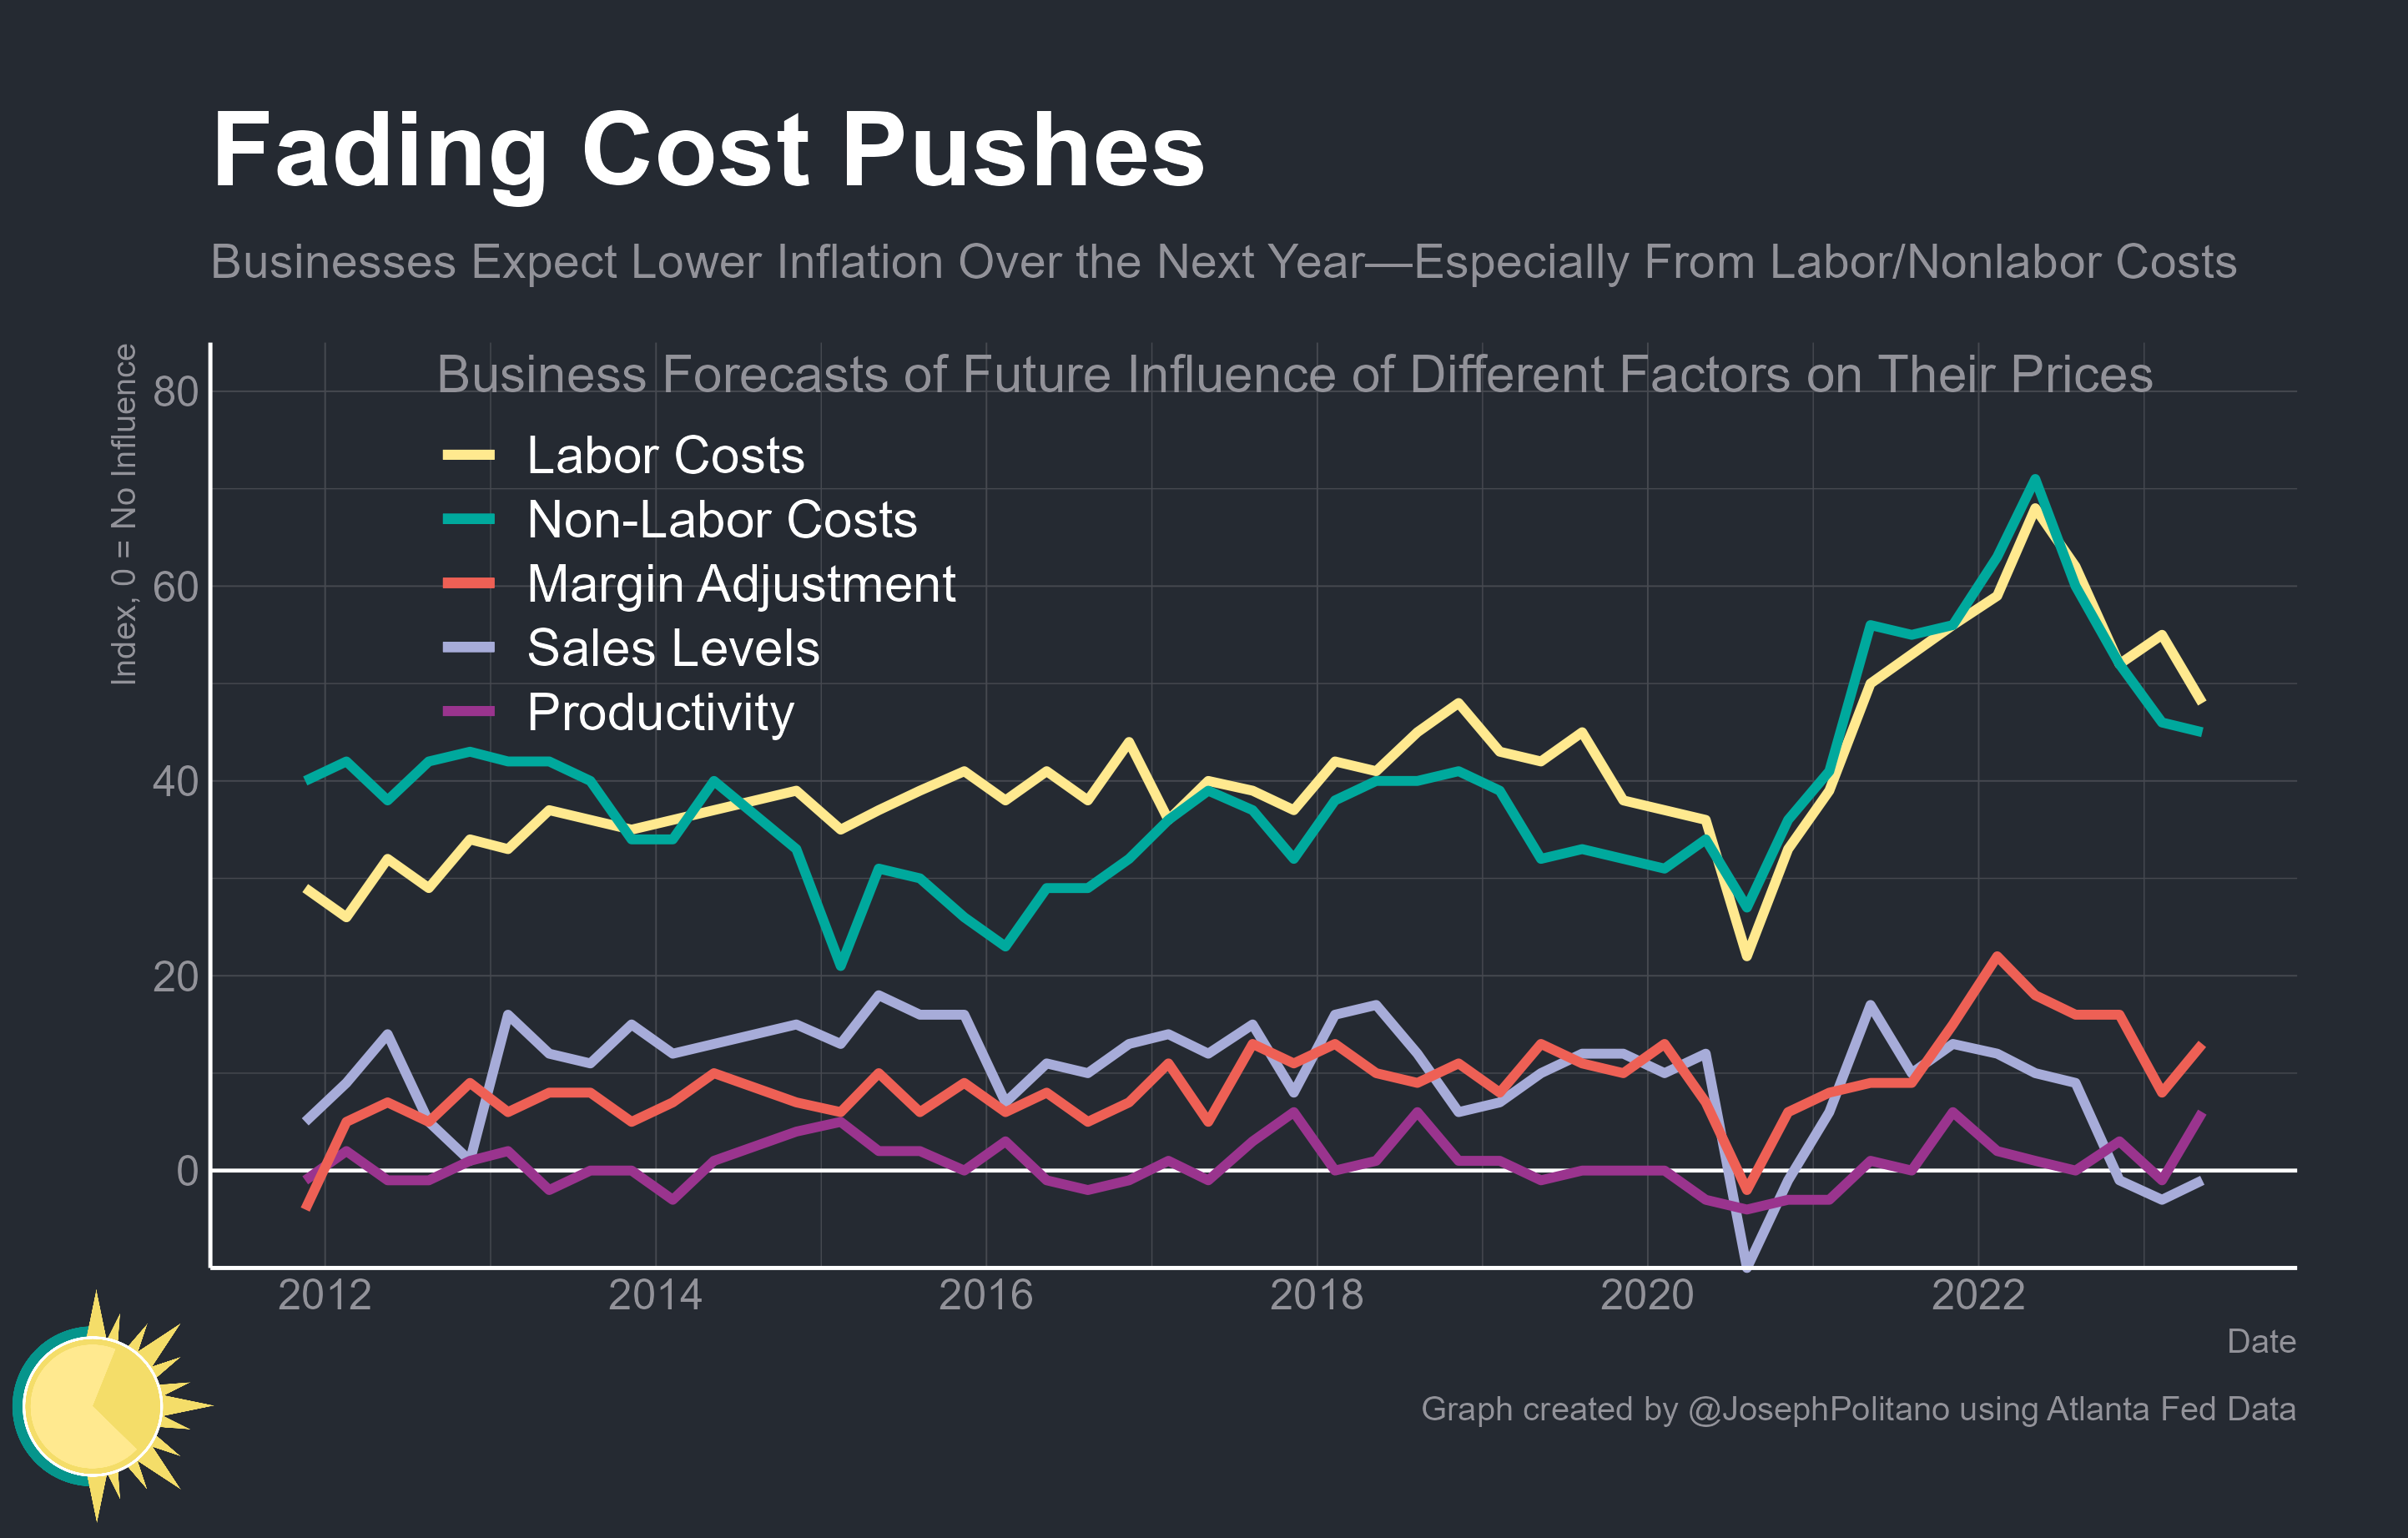 Fading Cost Pushes
Businesses Expect Lower Inflation Over the Next Year—Especially From Labor/Nonlabor Costs
Index, 0 = No Influence
Business Forecasts of Future Influence of Different Factors on Their Prices
Labor Costs
Non-Labor Costs
Margin Adjustment
Sales Levels
Productivity
80
60
40
20
0
2012 2014 2016 2018 2020 2022
Date
Graph created by @JosephPolitano using Atlanta Fed Data